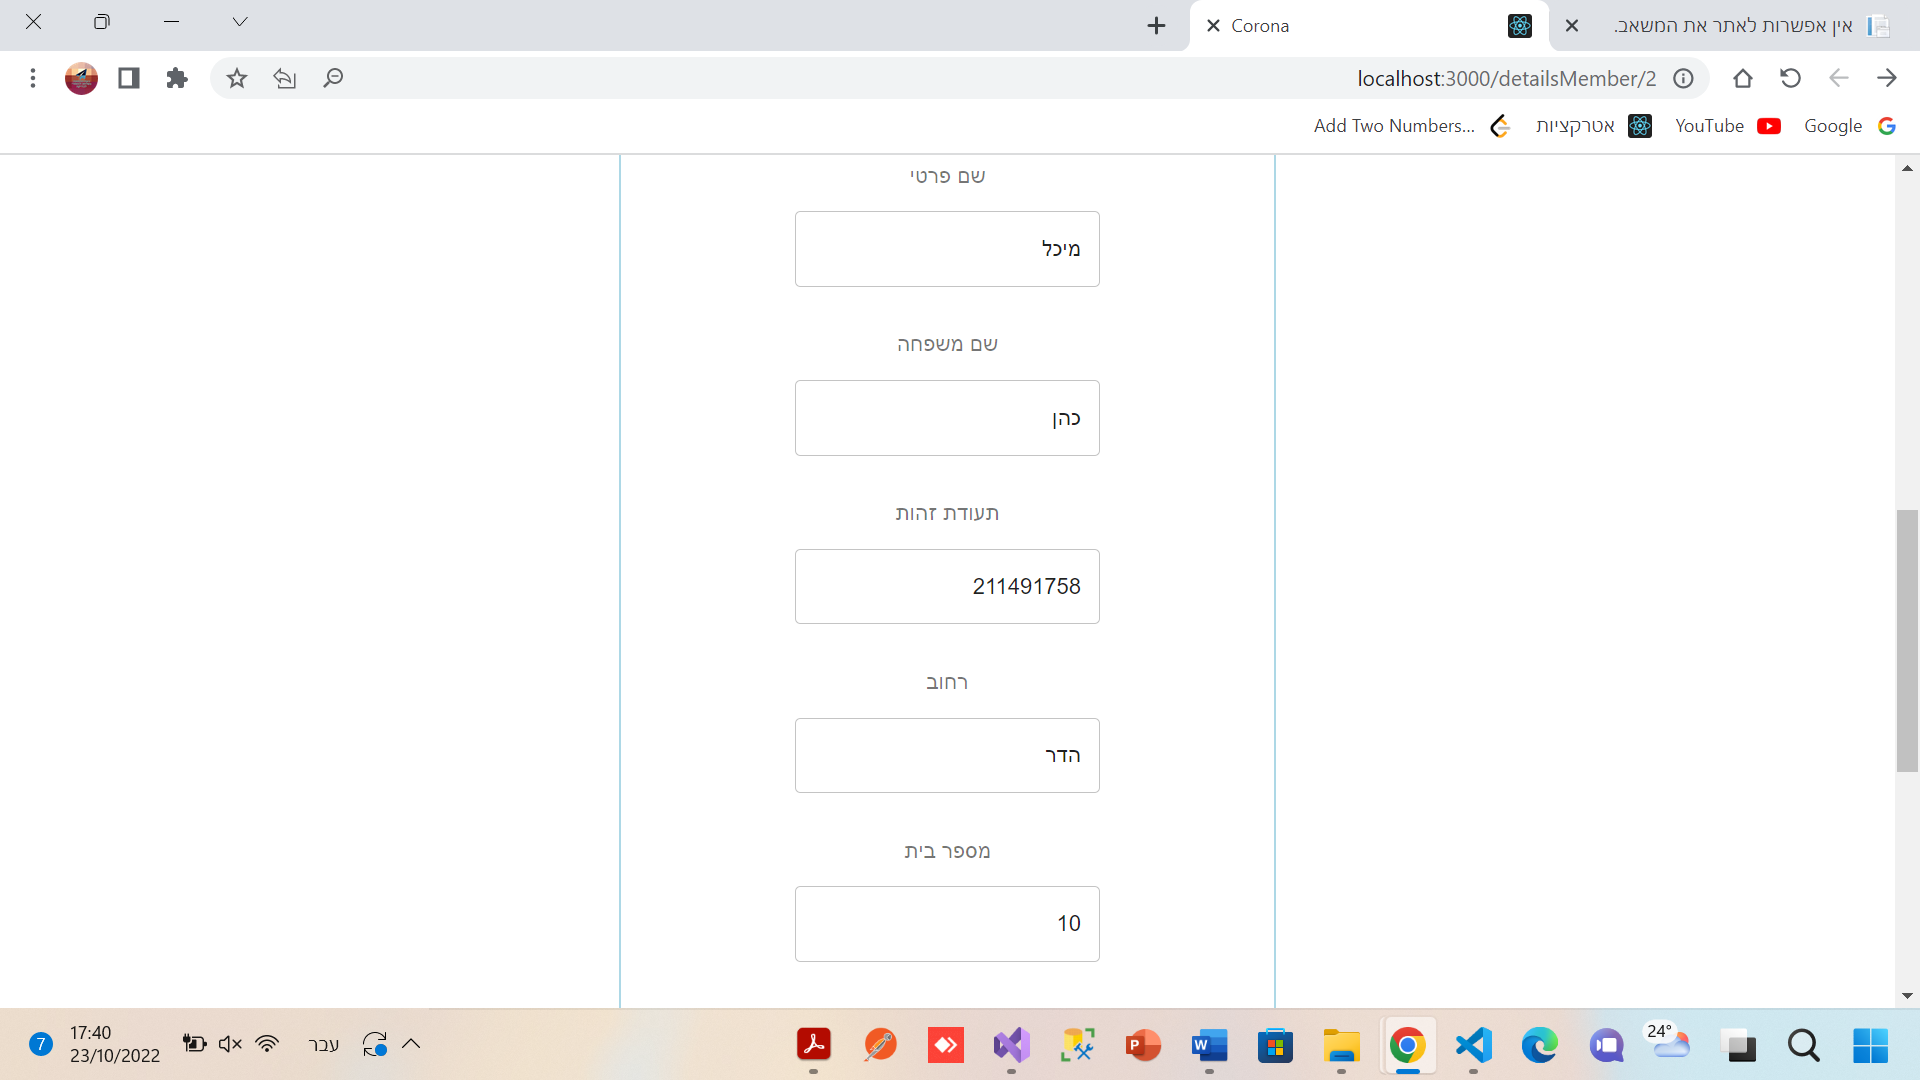 אין אפשרות לאתר את המשאב.
Corona
localhost:3000/detailsMember/2
Google
YouTube
אטרקציות
Add Two Numbers...
שם פרטי
מיכל
שם משפחה
כהן
תעודת זהות
211491758
רחוב
הדר
מספר בית
10
24°
עבר
17:40
23/10/2022
7